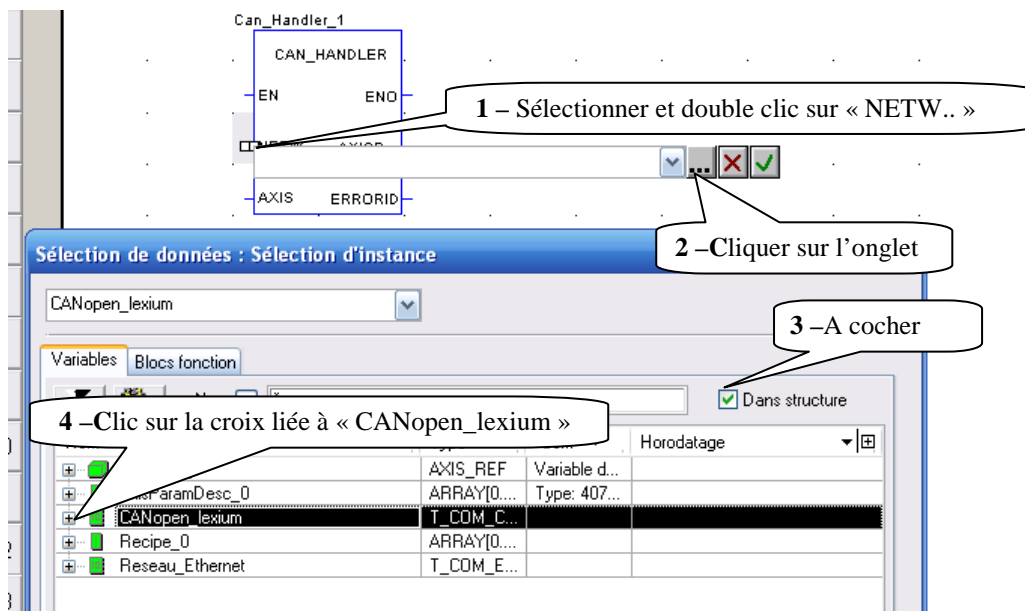 Can_Handler_1
CAN_HANDLER
EN ENO
1 – Sélectionner et double clic sur « NETW.. »
AXIS ERRORID
2 –Cliquer sur l’onglet
Sélection de données : Sélection d'instance
CANopen_lexium
3 –A cocher
Variables Blocs fonction
Dans structure
4 –Clic sur la croix liée à « CANopen_lexium »
Horodatage
AXIS_REF Variable d...
ARRAY[0.... Type: 407...
CANopen_lexium T_COM_C...
Recipe_0 ARRAY[0....
Reseau_Ethernet T_COM_E...